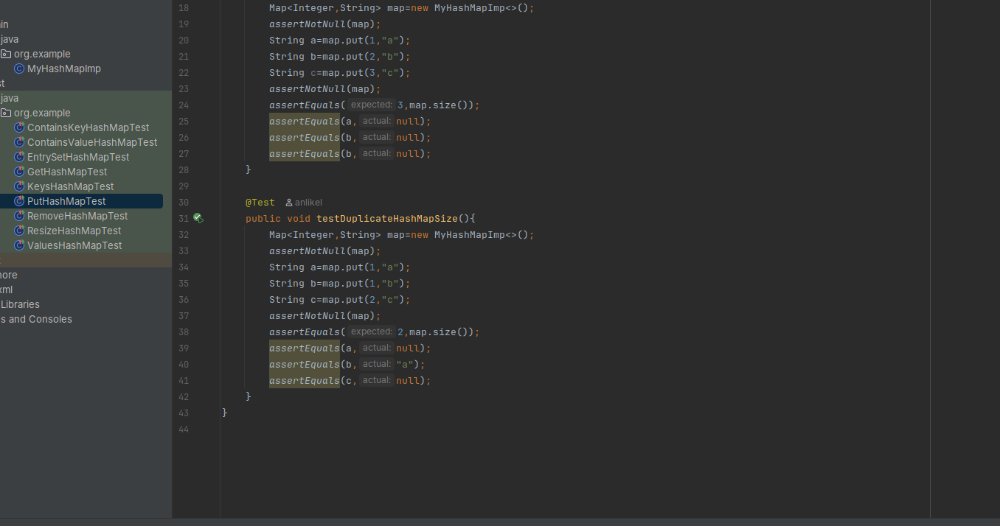 in
java
org.example
MyHashMapImp
st
java
org.example
ContainsKeyHashMapTest
ContainsValueHashMapTest
EntrySetHashMapTest
GetHashMapTest
KeysHashMapTest
PutHashMapTest
RemoveHashMapTest
ResizeHashMapTest
ValuesHashMapTest
t
nore
xml
Libraries
s and Consoles
18 Map<Integer,String> map=new MyHashMapImp<>();
19 assertNotNull(map);
20 String a=map.put(1,"a");
21 String b=map.put(2,"b");
22 String c=map.put(3,"c");
23 assertNotNull(map);
24 assertEquals( expected: 3,map.size());
25 assertEquals(a, actual: null);
26 assertEquals(b, actual: null);
27 assertEquals(b, actual: null);
28 }
29
30 @Test anlikel
31 public void testDuplicateHashMapSize(){
32 Map<Integer,String> map=new MyHashMapImp<>();
33 assertNotNull(map);
34 String a=map.put(1,"a");
35 String b=map.put(1,"b");
36 String c=map.put(2,"c");
37 assertNotNull(map);
38 assertEquals( expected: 2,map.size());
39 assertEquals(a, actual: null);
40 assertEquals(b, actual: "a");
41 assertEquals(c, actual: null);
42 }
43 }
44